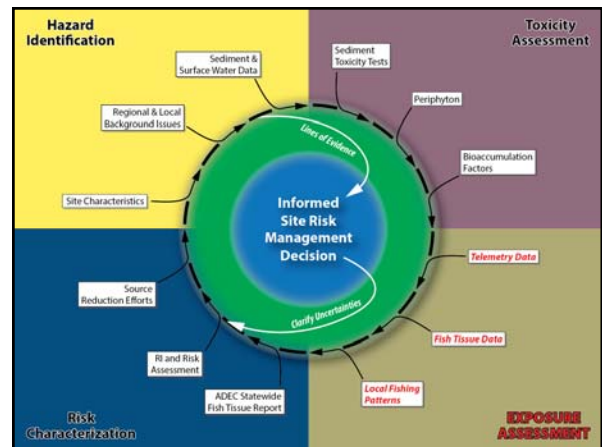 Hazard
Identification
Toxicity
Assessment
Sediment &
Surface Water Data
Sediment
Toxicity Tests
Regional & Local
Background Issues
Periphyton
Lines of Evidence
Bioaccumulation
Factors
Site Characteristics
Informed
Site Risk
Management
Decision
Telemetry Data
Source
Reduction Efforts
Clarify Uncertainties
Fish Tissue Data
RI and Risk
Assessment
Local Fishing
Patterns
ADEC Statewide
Fish Tissue Report
Risk
Characterization
EXPOSURE
ASSESSMENT